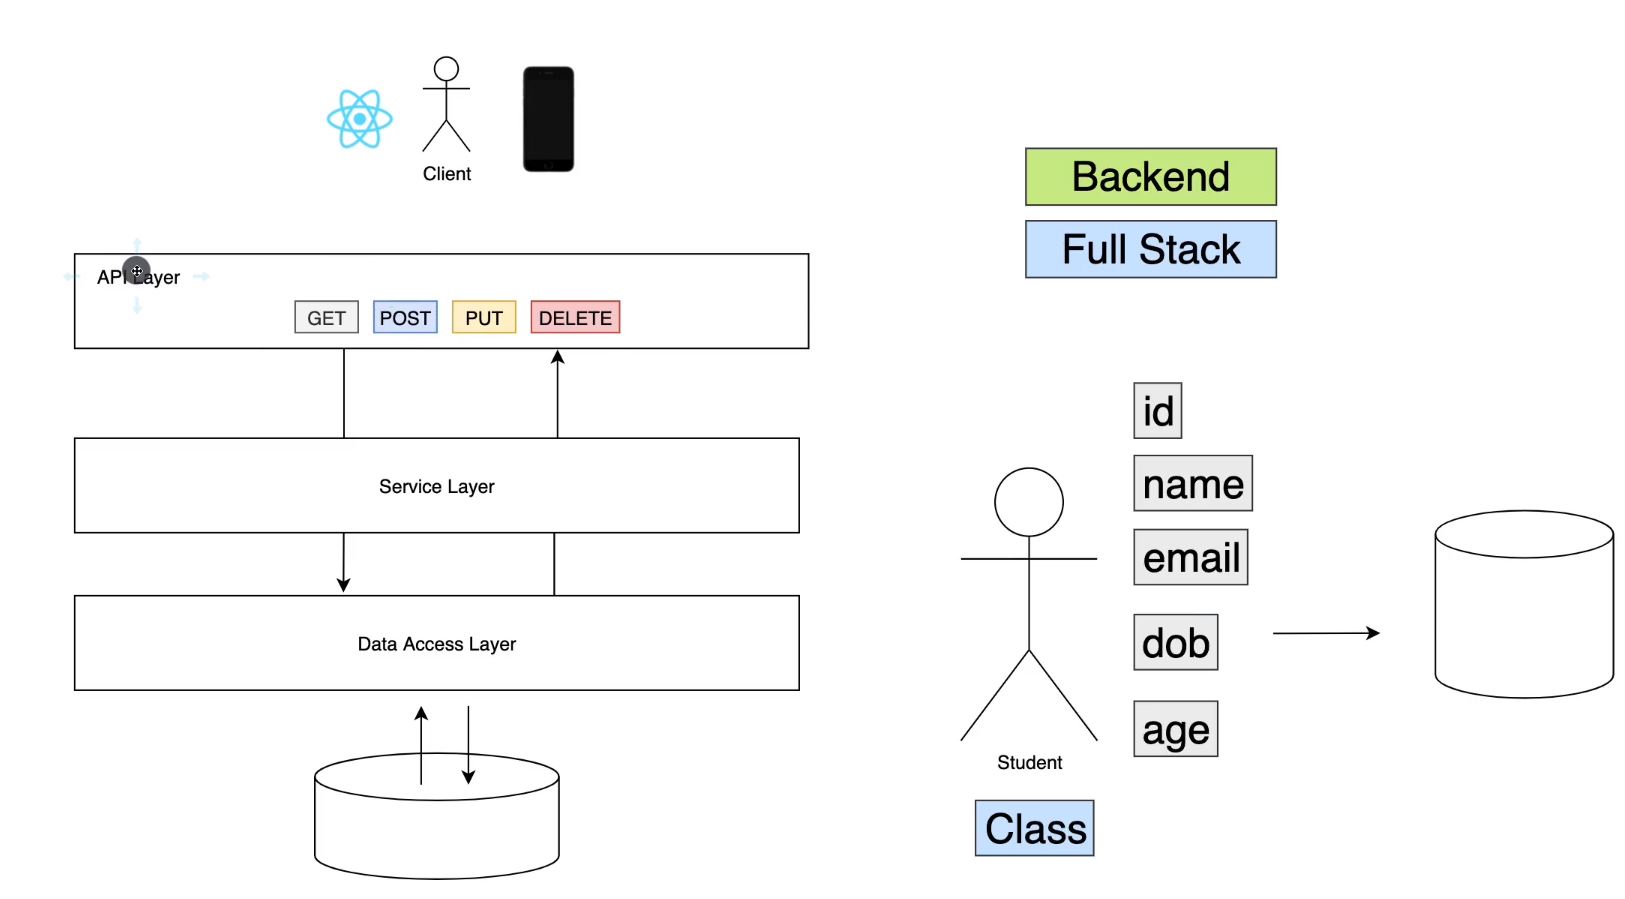 Client
API Layer
GET
POST
PUT
DELETE
Service Layer
Data Access Layer
Backend
Full Stack
id
name
email
dob
age
Student
Class